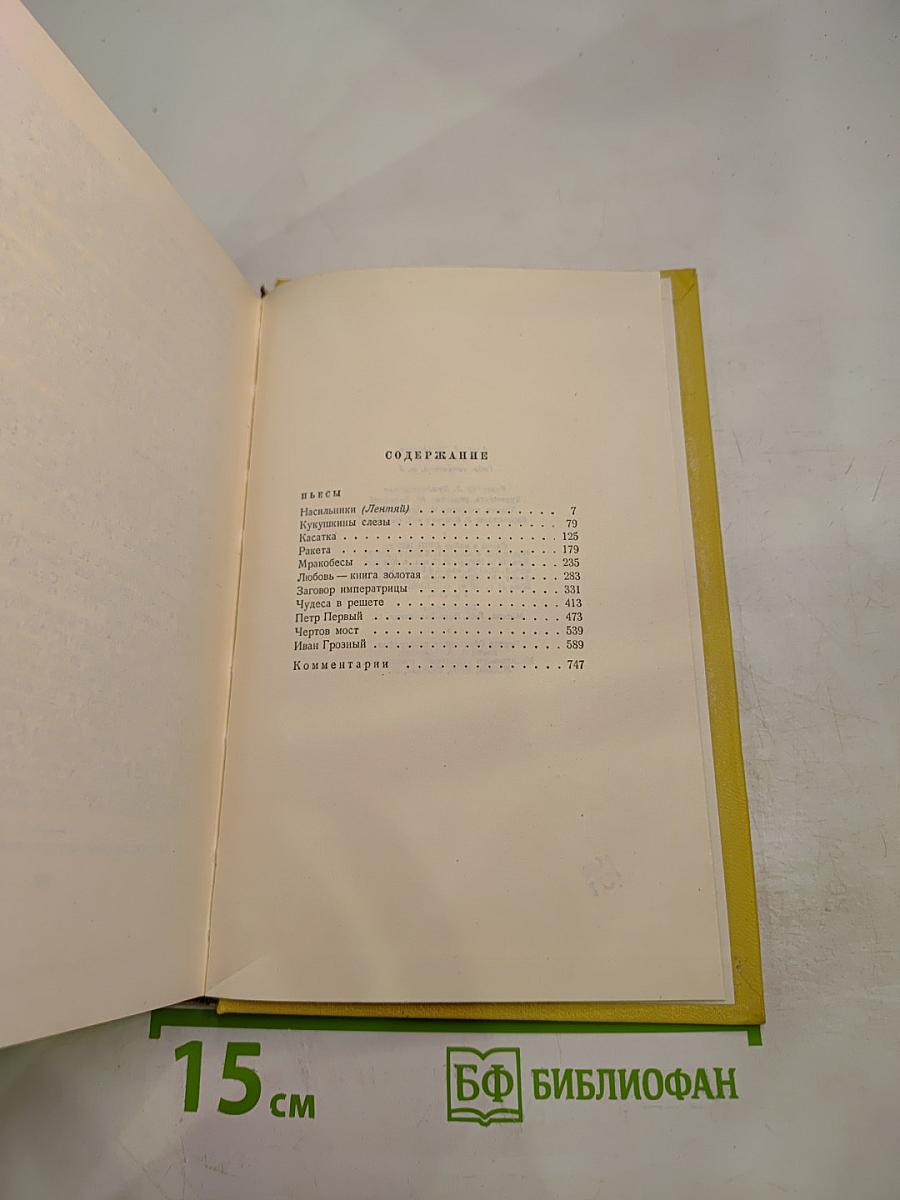 СОДЕРЖАНИЕ
ПЬЕСЫ
Насильники (Лентяй) . . . . . . . . . . . . . 7
Кукушкины слезы . . . . . . . . . . . . . . . 79
Касатка . . . . . . . . . . . . . . . . . . . . 125
Ракета . . . . . . . . . . . . . . . . . . . . 179
Мракобесы . . . . . . . . . . . . . . . . . . 235
Любовь — книга золотая . . . . . . . . . . . . 283
Заговор императрицы . . . . . . . . . . . . . 331
Чудеса в решете . . . . . . . . . . . . . . . 413
Петр Первый . . . . . . . . . . . . . . . . . 473
Чертов мост . . . . . . . . . . . . . . . . . 539
Иван Грозный . . . . . . . . . . . . . . . . . 589
Комментарии . . . . . . . . . . . . . . 747
15 см
БФ БИБЛИОФАН